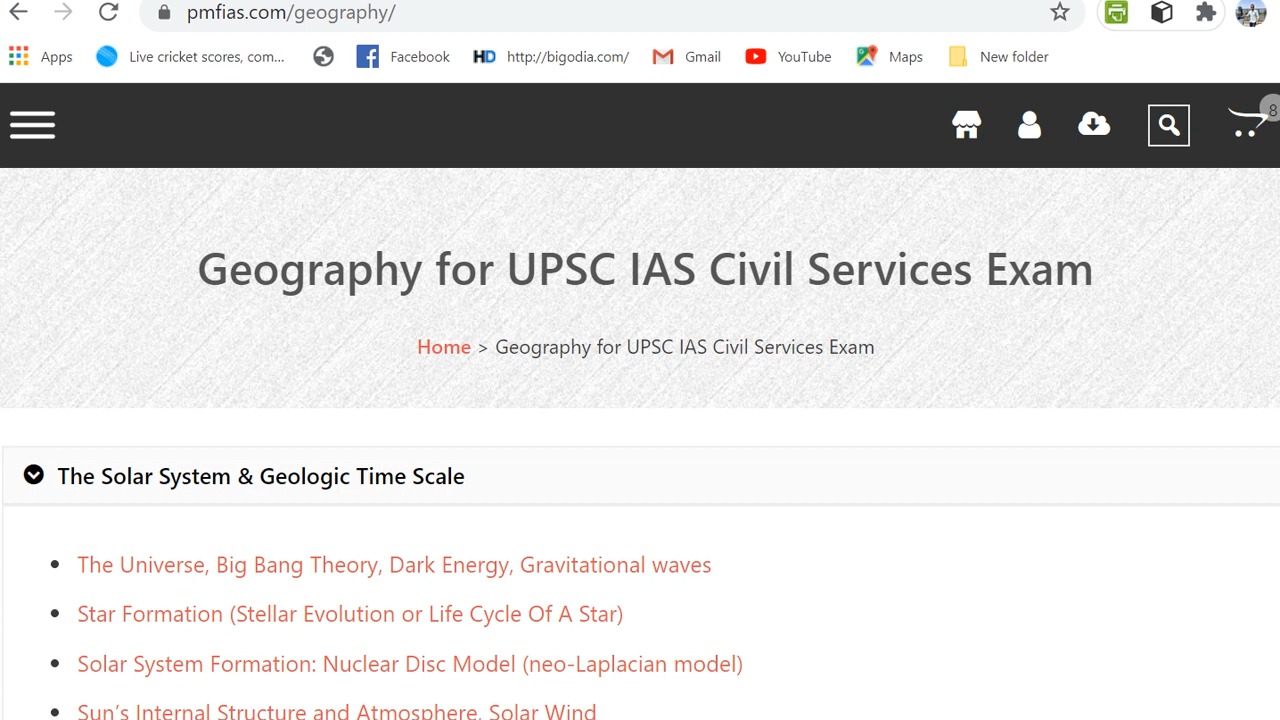 pmfias.com/geography/
Apps Live cricket scores, com... Facebook HD http://bigodia.com/ Gmail YouTube Maps New folder
8
Geography for UPSC IAS Civil Services Exam
Home > Geography for UPSC IAS Civil Services Exam
The Solar System & Geologic Time Scale
• The Universe, Big Bang Theory, Dark Energy, Gravitational waves
• Star Formation (Stellar Evolution or Life Cycle Of A Star)
• Solar System Formation: Nuclear Disc Model (neo-Laplacian model)
• Sun’s Internal Structure and Atmosphere, Solar Wind